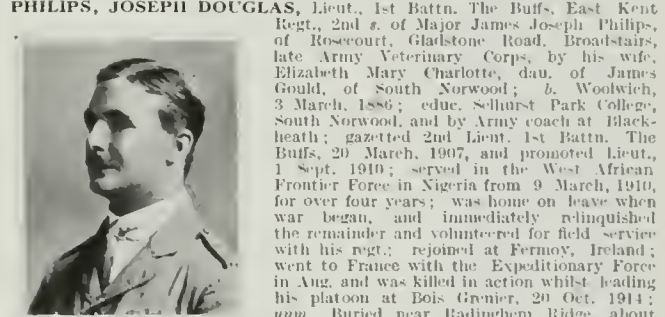 PHILIPS, JOSEPH DOUGLAS, Lieut., 1st Battn. The Buffs, East Kent
Regt., 2nd s. of Major James Joseph Philips,
of Rosecourt, Gladstone Road, Broadstairs,
late Army Veterinary Corps, by his wife,
Elizabeth Mary Charlotte, dau. of James
Gould, of South Norwood; b. Woolwich,
3 March, 1886; educ. Selhurst Park College,
South Norwood, and by Army coach at Black-
heath; gazetted 2nd Lieut. 1st Battn. The
Buffs, 20 March, 1907, and promoted Lieut.,
1 Sept. 1910; served in the West African
Frontier Force in Nigeria from 9 March, 1910,
for over four years; was home on leave when
war began, and immediately relinquished
the remainder and volunteered for field service
with his regt.; rejoined at Fermoy, Ireland;
went to France with the Expeditionary Force
in Aug. and was killed in action whilst leading
his platoon at Bois Grenier, 20 Oct. 1914;
unm. Buried near Radinghem Ridge, about